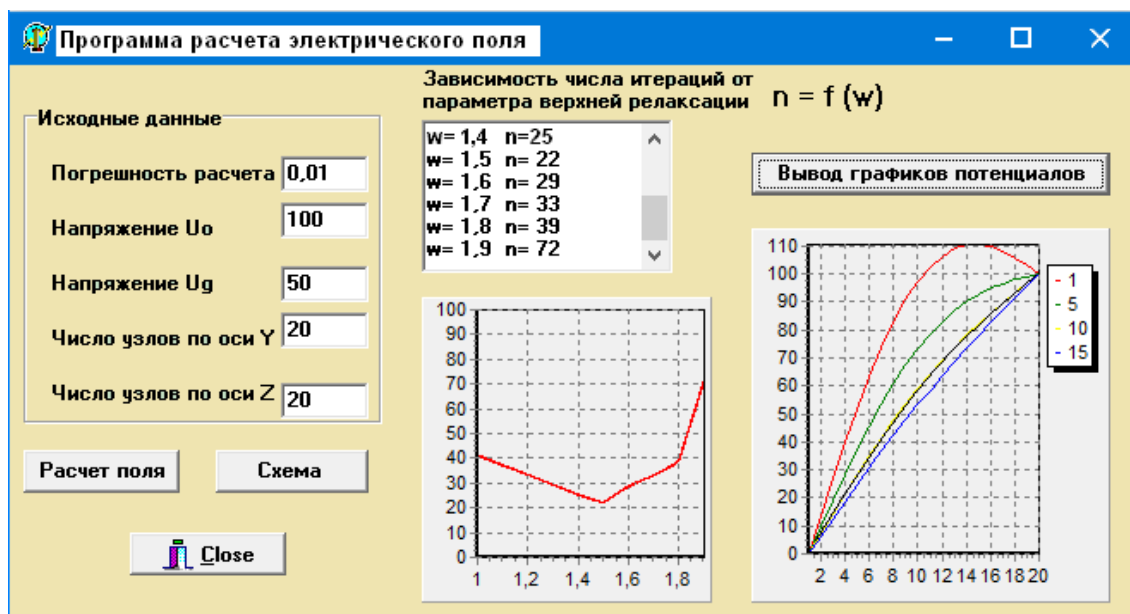 Программа расчета электрического поля
Исходные данные
Погрешность расчета 0,01
Напряжение Uo 100
Напряжение Ug 50
Число узлов по оси Y 20
Число узлов по оси Z 20
Расчет поля
Схема
Close
Зависимость числа итераций от
параметра верхней релаксации
n = f (w)
w= 1,4 n=25
w= 1,5 n= 22
w= 1,6 n= 29
w= 1,7 n= 33
w= 1,8 n= 39
w= 1,9 n= 72
100
90
80
70
60
50
40
30
20
10
0
1 1,2 1,4 1,6 1,8
Вывод графиков потенциалов
110
100
90
80
70
60
50
40
30
20
10
0
2 4 6 8 10 12 14 16 18 20
1
5
10
15